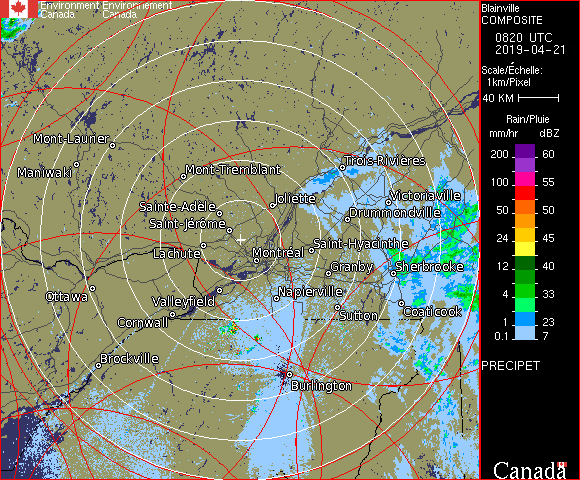 Environment Environnement
Canada Canada
Blainville
COMPOSITE
0820 UTC
2019-04-21
Scale/Échelle:
1km/Pixel
40 KM
Rain/Pluie
mm/hr dBZ
200 60
100 55
50 50
24 45
12 40
4 33
1 23
0.1 7
PRECIPET
Canada
Mont-Laurier
Maniwaki
Mont-Tremblant
Trois-Rivières
Sainte-Adèle
Joliette
Victoriaville
Saint-Jérôme
Drummondville
Lachute
Montréal
Saint-Hyacinthe
Granby
Sherbrooke
Ottawa
Valleyfield
Napierville
Cornwall
Sutton
Coaticook
Brockville
Burlington